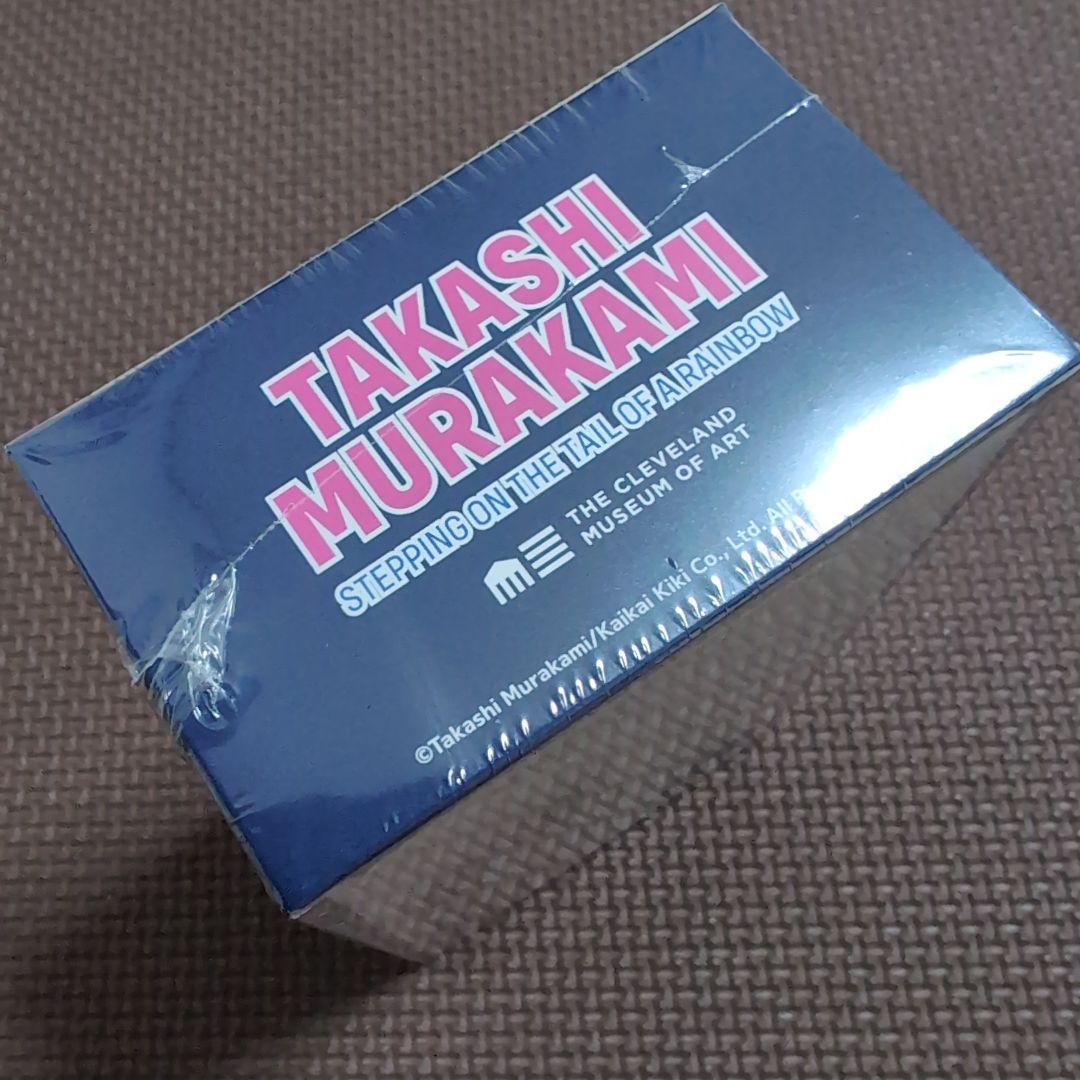 TAKASHI
MURAKAMI
STEPPING ON THE TAIL OF A RAINBOW
THE CLEVELAND
MUSEUM OF ART
©Takashi Murakami/Kaikai Kiki Co., Ltd. All